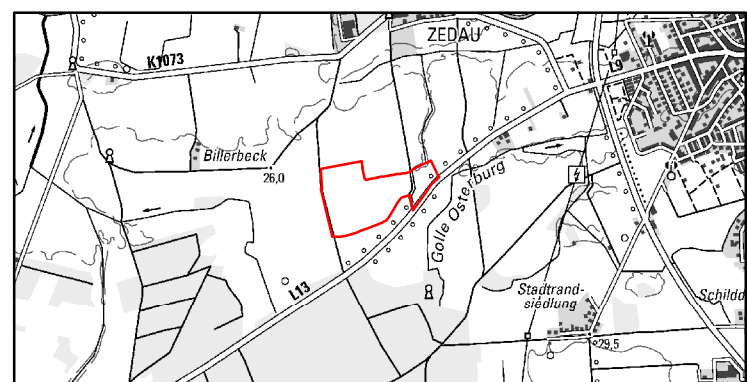 ZEDAU
K1073
L9
Billerbeck
26,0
Golle Osterburg
L13
Stadtrand-
siedlung
Schildd
29,5